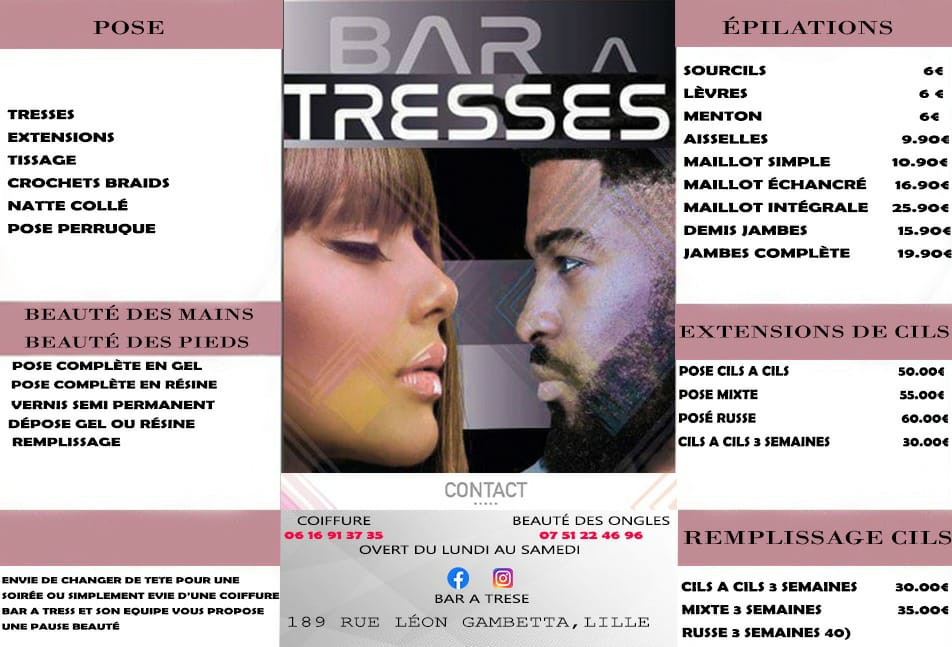 POSE
TRESSES
EXTENSIONS
TISSAGE
CROCHETS BRAIDS
NATTE COLLÉ
POSE PERRUQUE
BEAUTÉ DES MAINS
BEAUTÉ DES PIEDS
POSE COMPLÈTE EN GEL
POSE COMPLÈTE EN RÉSINE
VERNIS SEMI PERMANENT
DÉPOSE GEL OU RÉSINE
REMPLISSAGE
ENVIE DE CHANGER DE TETE POUR UNE
SOIRÉE OU SIMPLEMENT EVIE D'UNE COIFFURE
BAR A TRESS ET SON EQUIPE VOUS PROPOSE
UNE PAUSE BEAUTÉ
BAR A
TRESSES
CONTACT
COIFFURE BEAUTÉ DES ONGLES
06 16 91 37 35 07 51 22 46 96
OVERT DU LUNDI AU SAMEDI
BAR A TRESE
189 RUE LÉON GAMBETTA, LILLE
ÉPILATIONS
SOURCILS 6€
LÈVRES 6 €
MENTON 6€
AISSELLES 9.90€
MAILLOT SIMPLE 10.90€
MAILLOT ÉCHANCRÉ 16.90€
MAILLOT INTÉGRALE 25.90€
DEMIS JAMBES 15.90€
JAMBES COMPLÈTE 19.90€
EXTENSIONS DE CILS
POSE CILS A CILS 50.00€
POSE MIXTE 55.00€
POSÉ RUSSE 60.00€
CILS A CILS 3 SEMAINES 30.00€
REMPLISSAGE CILS
CILS A CILS 3 SEMAINES 30.00€
MIXTE 3 SEMAINES 35.00€
RUSSE 3 SEMAINES 40)